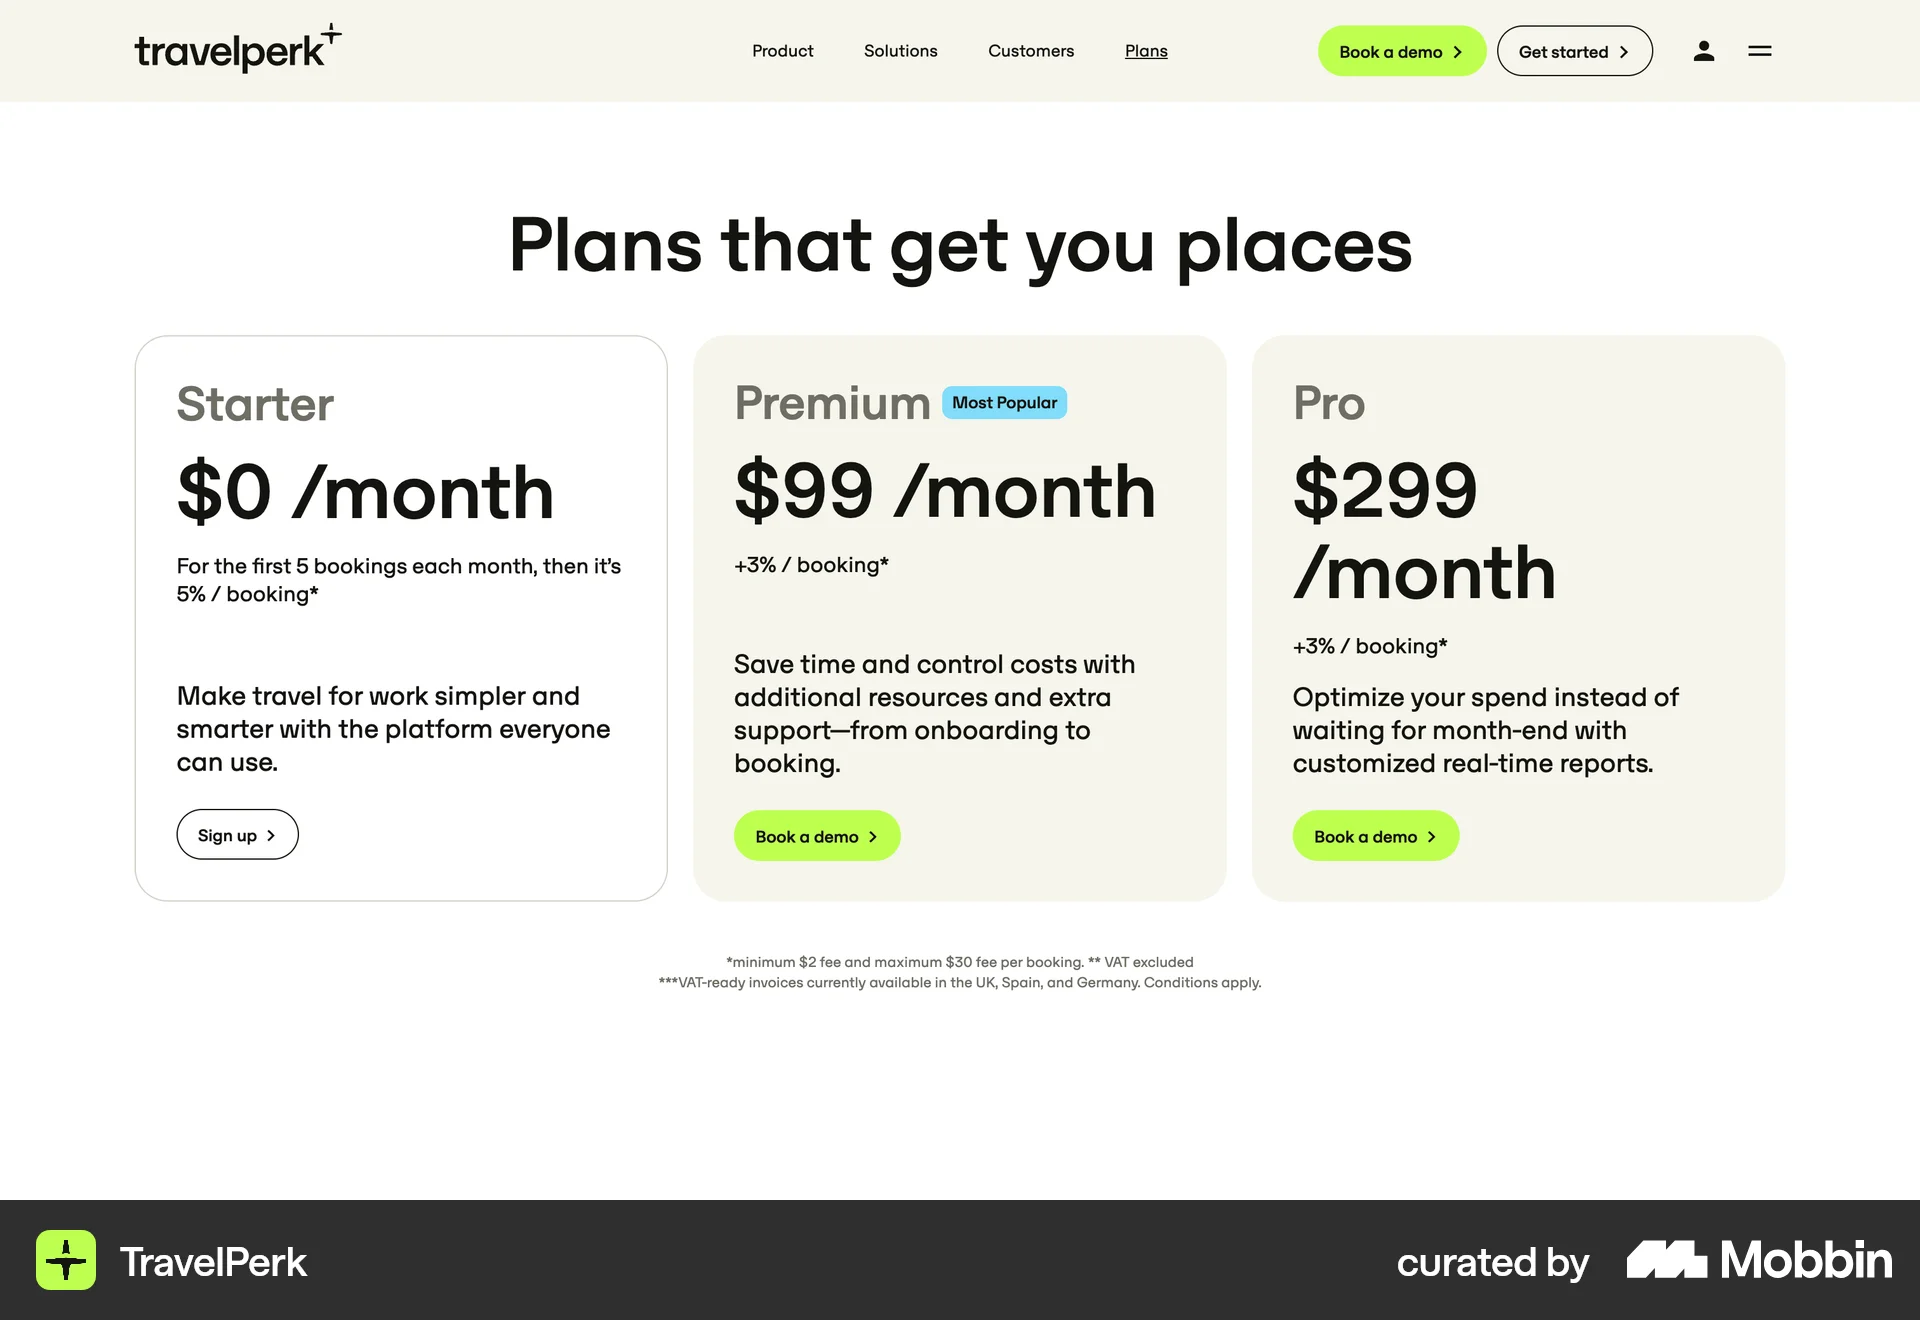 travelperk
Product Solutions Customers Plans Book a demo Get started
Plans that get you places
Starter
$0 /month
For the first 5 bookings each month, then it's
5% / booking*
Make travel for work simpler and
smarter with the platform everyone
can use.
Sign up
Premium Most Popular
$99 /month
+3% / booking*
Save time and control costs with
additional resources and extra
support—from onboarding to
booking.
Book a demo
Pro
$299
/month
+3% / booking*
Optimize your spend instead of
waiting for month-end with
customized real-time reports.
Book a demo
*minimum $2 fee and maximum $30 fee per booking. ** VAT excluded
***VAT-ready invoices currently available in the UK, Spain, and Germany. Conditions apply.
TravelPerk
curated by Mobbin